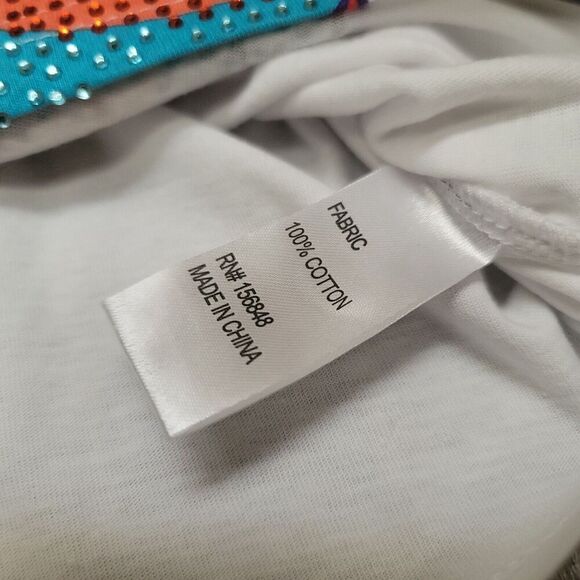 FABRIC
100% COTTON
RN# 156848
MADE IN CHINA